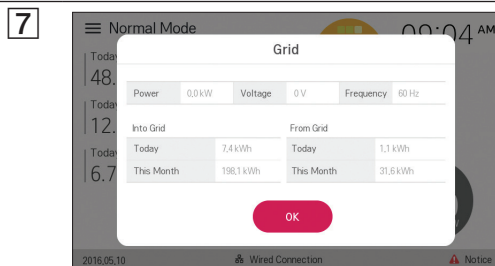 7
Normal Mode
09:04 AM
Grid
Today
48.
Power 0,0 kW Voltage 0 V Frequency 60 Hz
Today
12.
Into Grid From Grid
Today 7,4 kWh Today 1,1 kWh
Today
6.7
This Month 198,1 kWh This Month 31,6 kWh
OK
2016,05,10 Wired Connection Notice